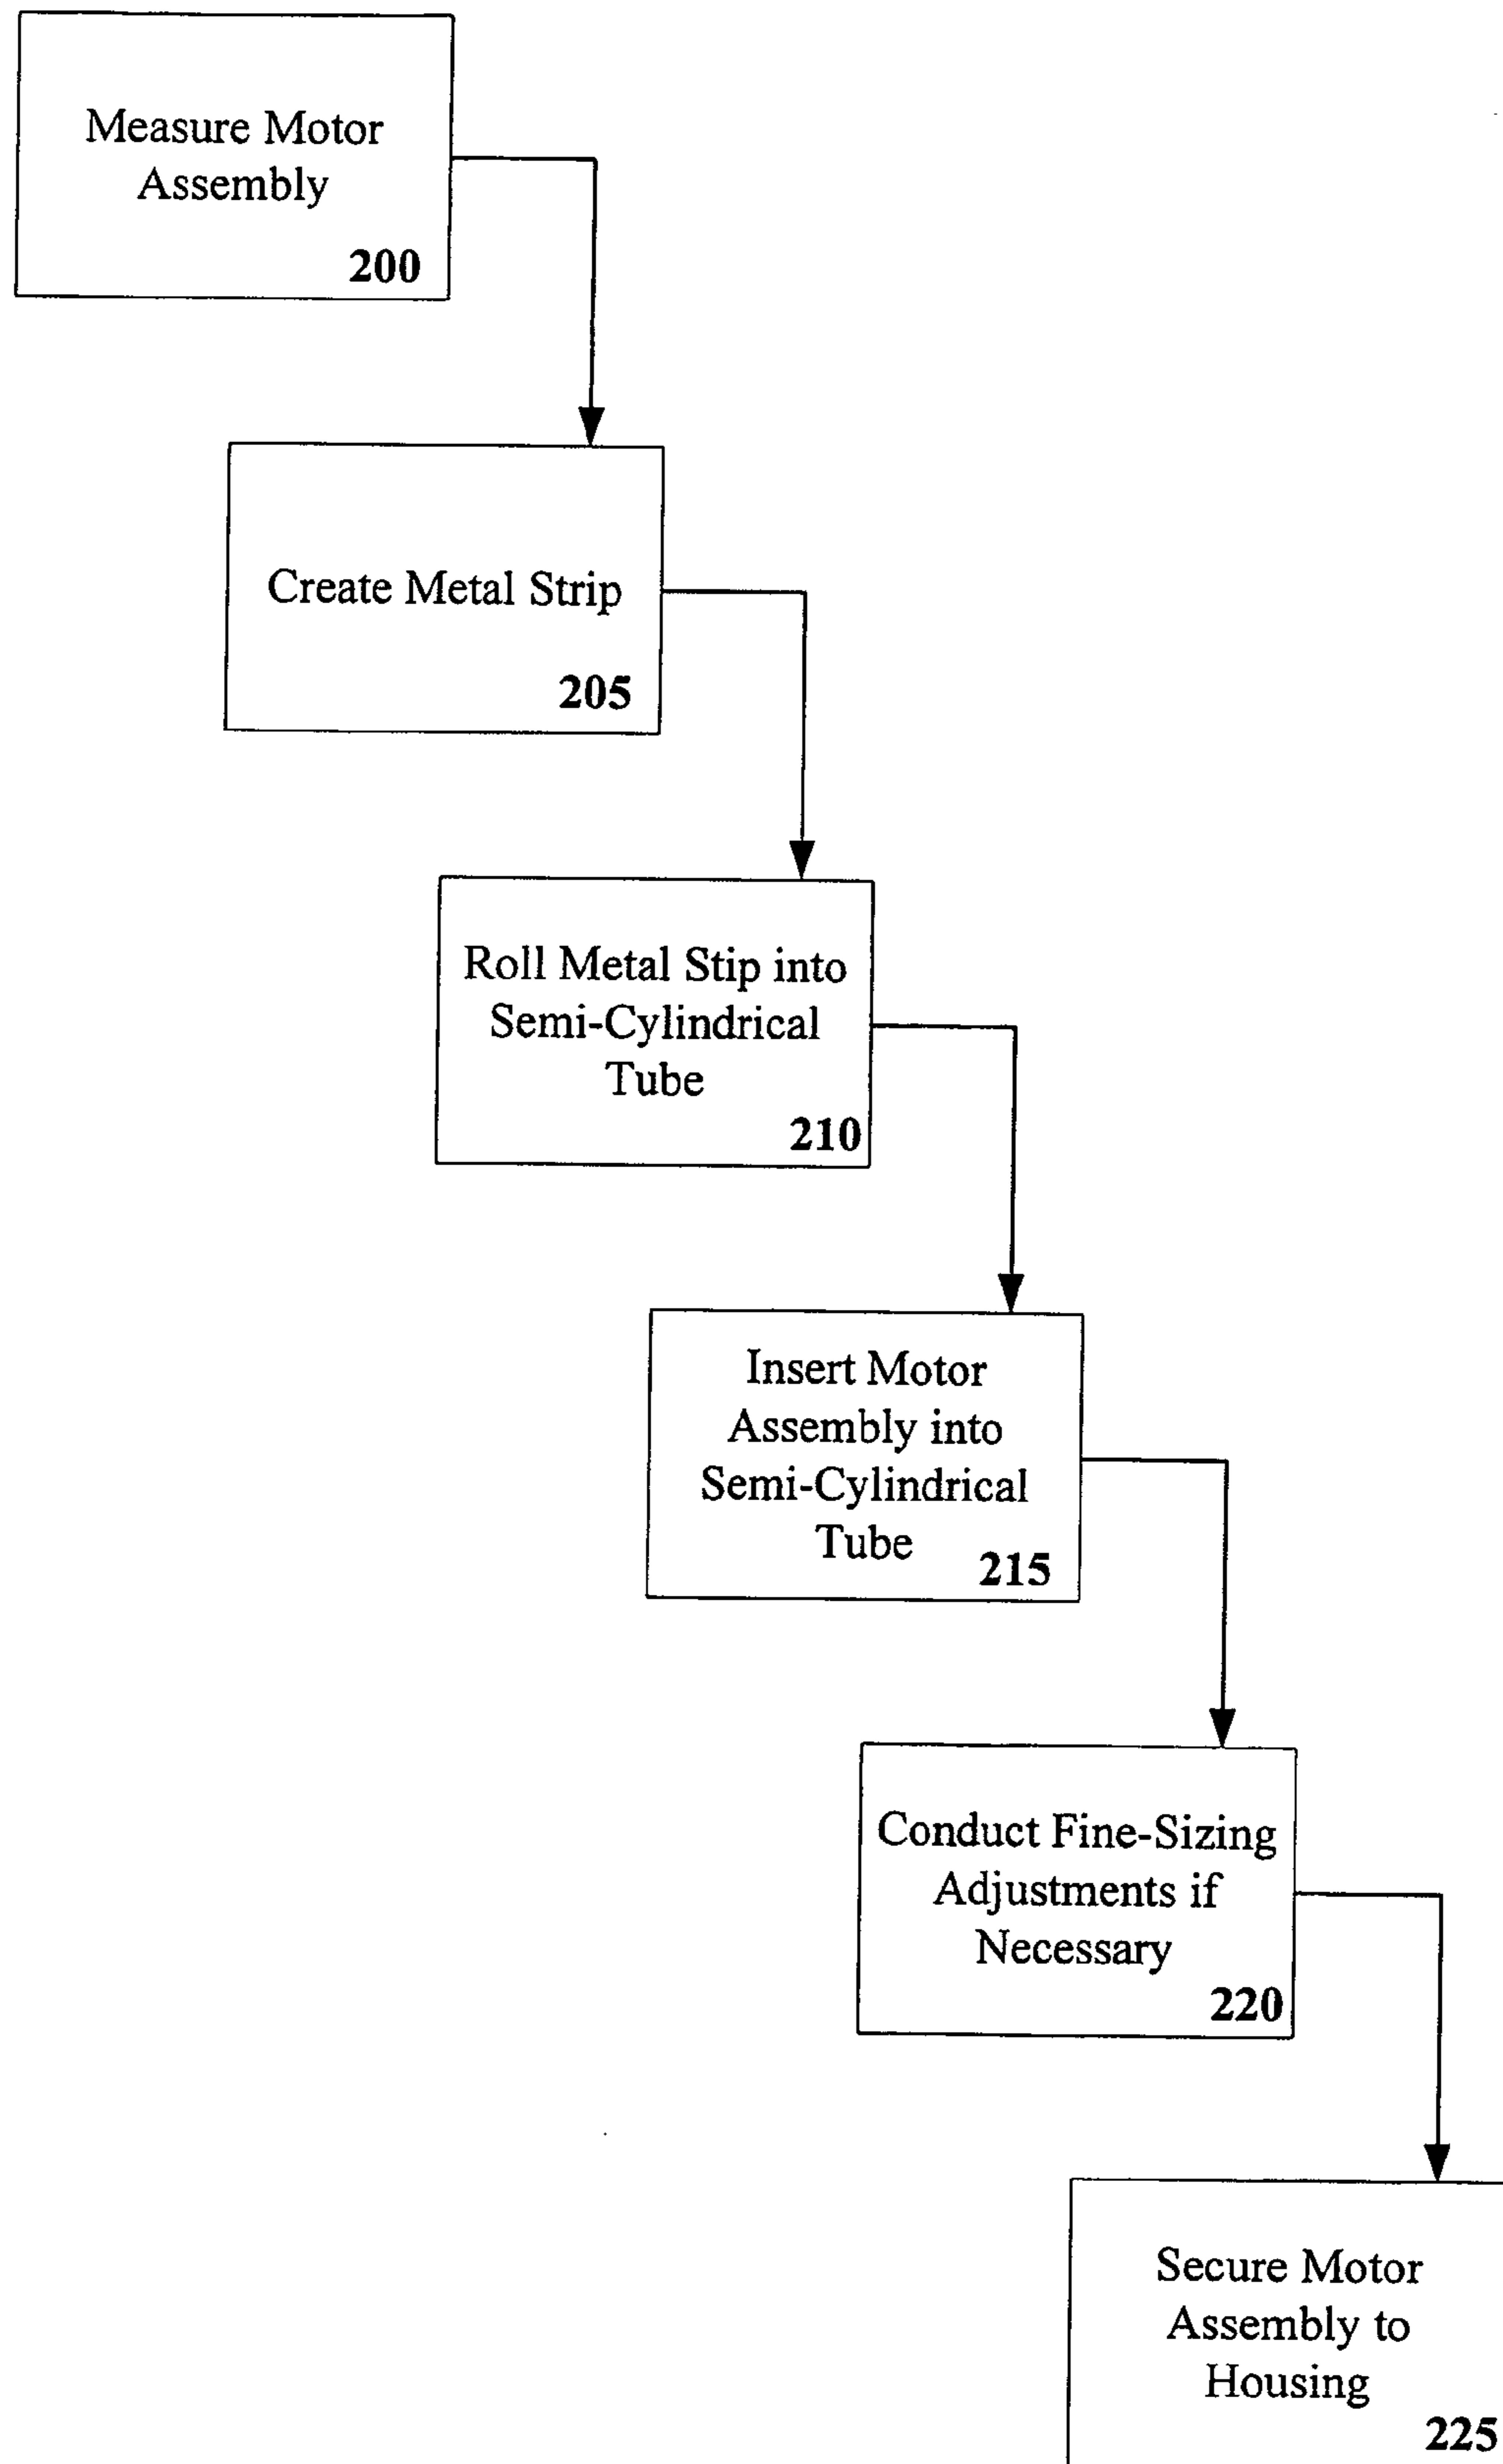 Measure Motor
Assembly
200
Create Metal Strip
205
Roll Metal Stip into
Semi-Cylindrical
Tube
210
Insert Motor
Assembly into
Semi-Cylindrical
Tube
215
Conduct Fine-Sizing
Adjustments if
Necessary
220
Secure Motor
Assembly to
Housing
225